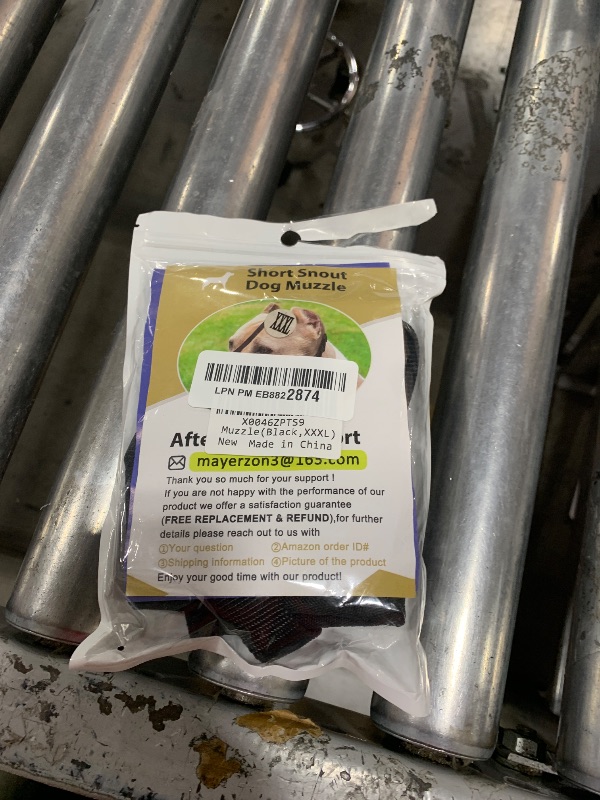 Short Snout
Dog Muzzle
XXXL
LPN PM EB8822874
X0046ZPTS9
Muzzle(Black,XXXL)
New Made in China
mayerzon3@163.com
Thank you so much for your support !
If you are not happy with the performance of our
product we offer a satisfaction guarantee
(FREE REPLACEMENT & REFUND),for further
details please reach out to us with
①Your question ②Amazon order ID#
③Shipping Information ④Picture of the product
Enjoy your good time with our product!